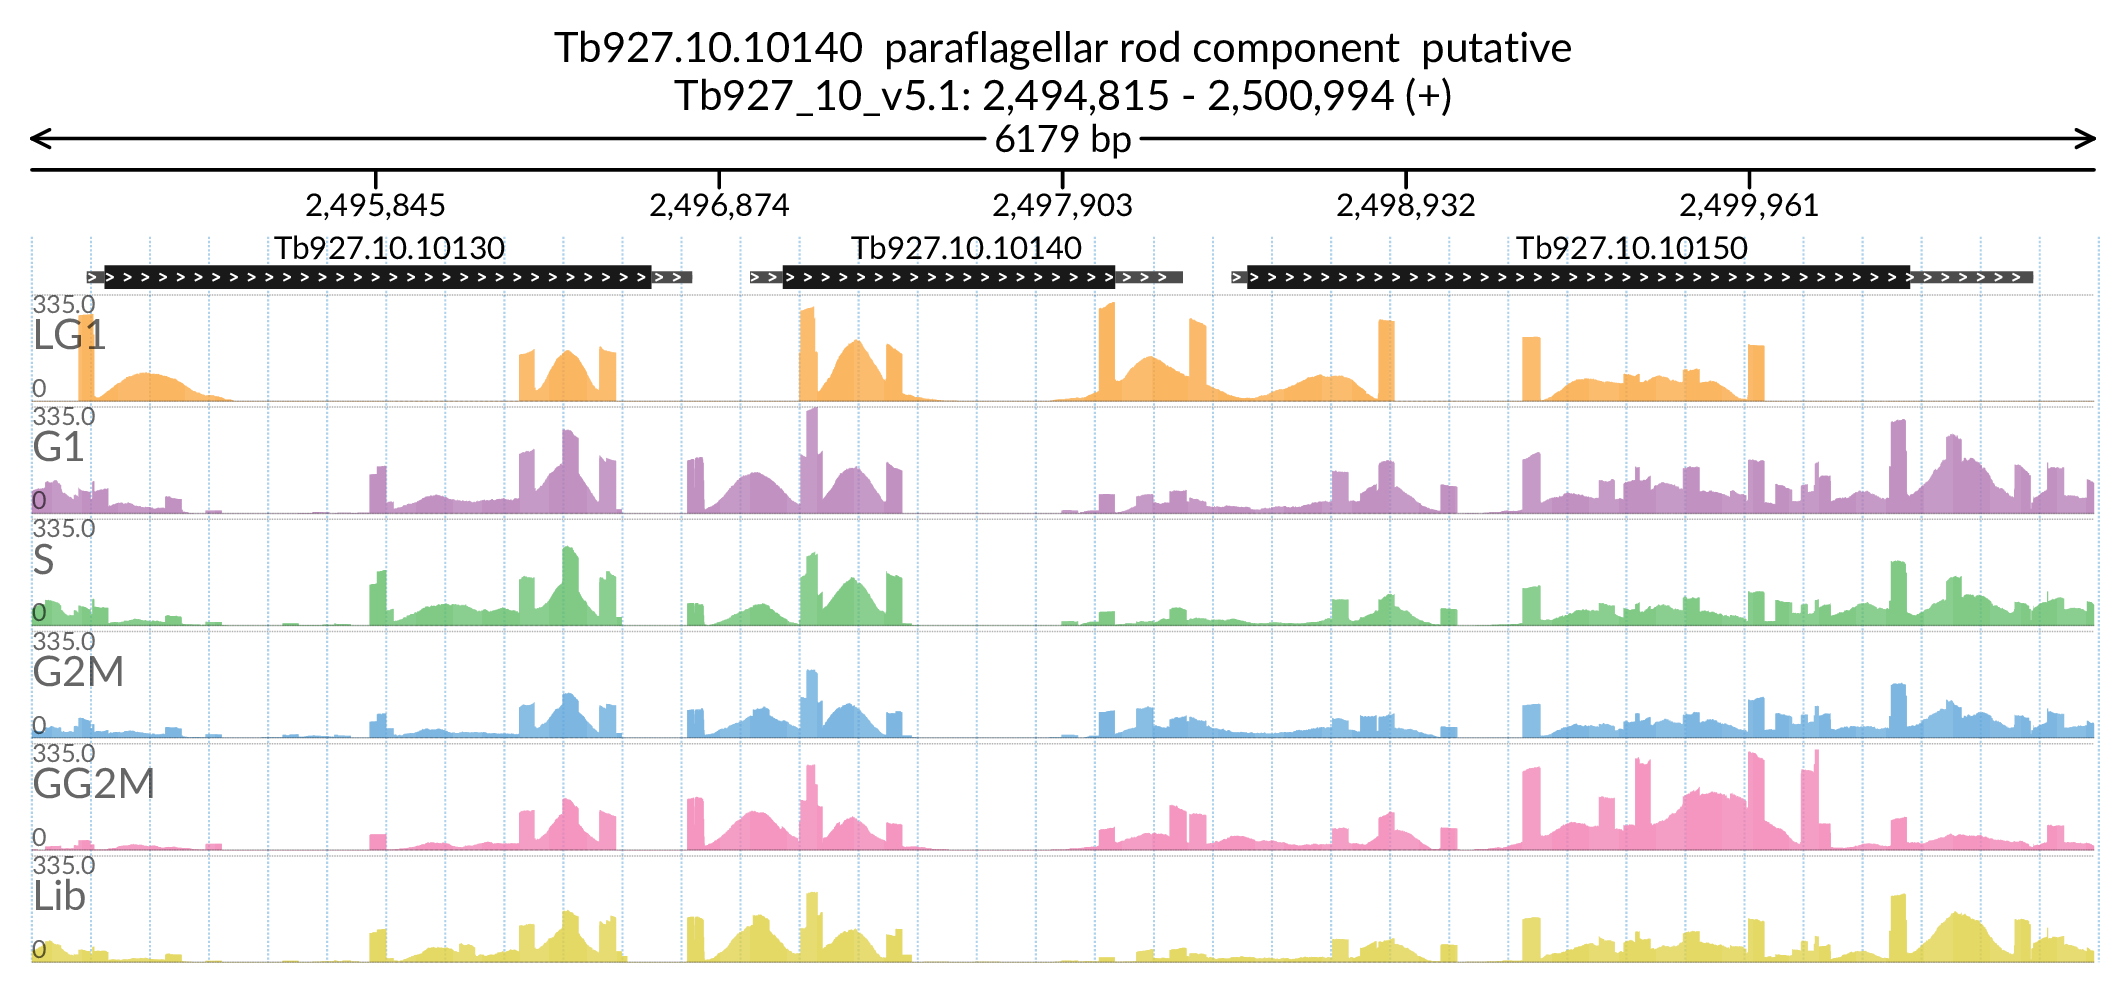 Tb927.10.10140 paraflagellar rod component putative
Tb927_10_v5.1: 2,494,815 - 2,500,994 (+)
6179 bp
2,495,845 2,496,874 2,497,903 2,498,932 2,499,961
Tb927.10.10130 Tb927.10.10140 Tb927.10.10150
335.0
LG1
0
335.0
G1
0
335.0
S
0
335.0
G2M
0
335.0
GG2M
0
335.0
Lib
0